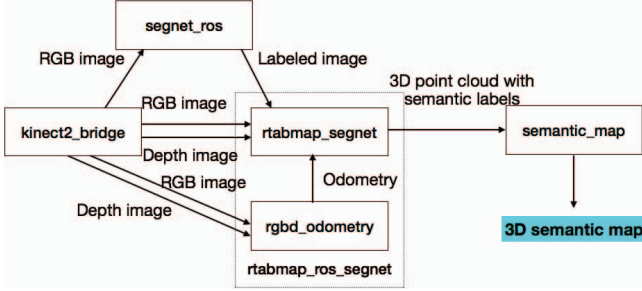 segnet_ros
RGB image
Labeled image
3D point cloud with
semantic labels
RGB image
kinect2_bridge
rtabmap_segnet
semantic_map
Depth image
RGB image
Odometry
Depth image
rgbd_odometry
3D semantic map
rtabmap_ros_segnet